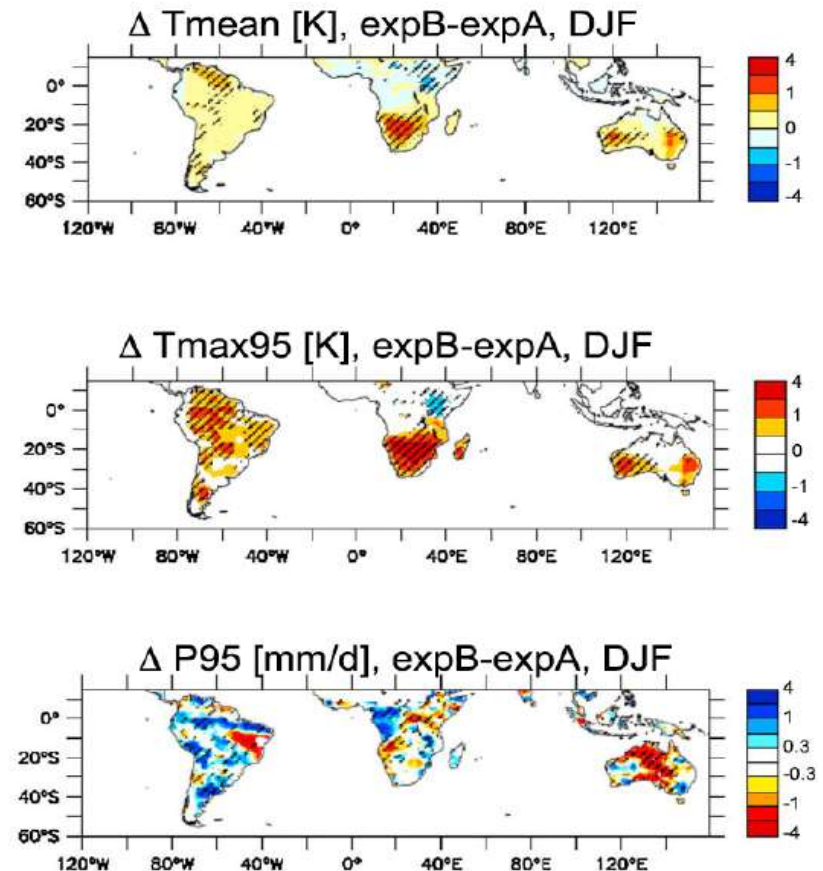 Δ Tmean [K], expB-expA, DJF
0°
20°S
40°S
60°S
120°W 80°W 40°W 0° 40°E 80°E 120°E
4
1
0
-1
-4
Δ Tmax95 [K], expB-expA, DJF
0°
20°S
40°S
60°S
120°W 80°W 40°W 0° 40°E 80°E 120°E
4
1
0
-1
-4
Δ P95 [mm/d], expB-expA, DJF
0°
20°S
40°S
60°S
120°W 80°W 40°W 0° 40°E 80°E 120°E
4
1
0.3
-0.3
-1
-4